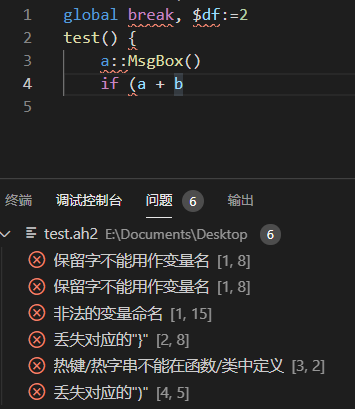 1 global break, $df:=2
2 test() {
3 a::MsgBox()
4 if (a + b
5
终端 调试控制台 问题 6 输出
test.ah2 E:\Documents\Desktop 6
保留字不能用作变量名 [1, 8]
保留字不能用作变量名 [1, 8]
非法的变量命名 [1, 15]
丢失对应的"}" [2, 8]
热键/热字串不能在函数/类中定义 [3, 2]
丢失对应的")" [4, 5]